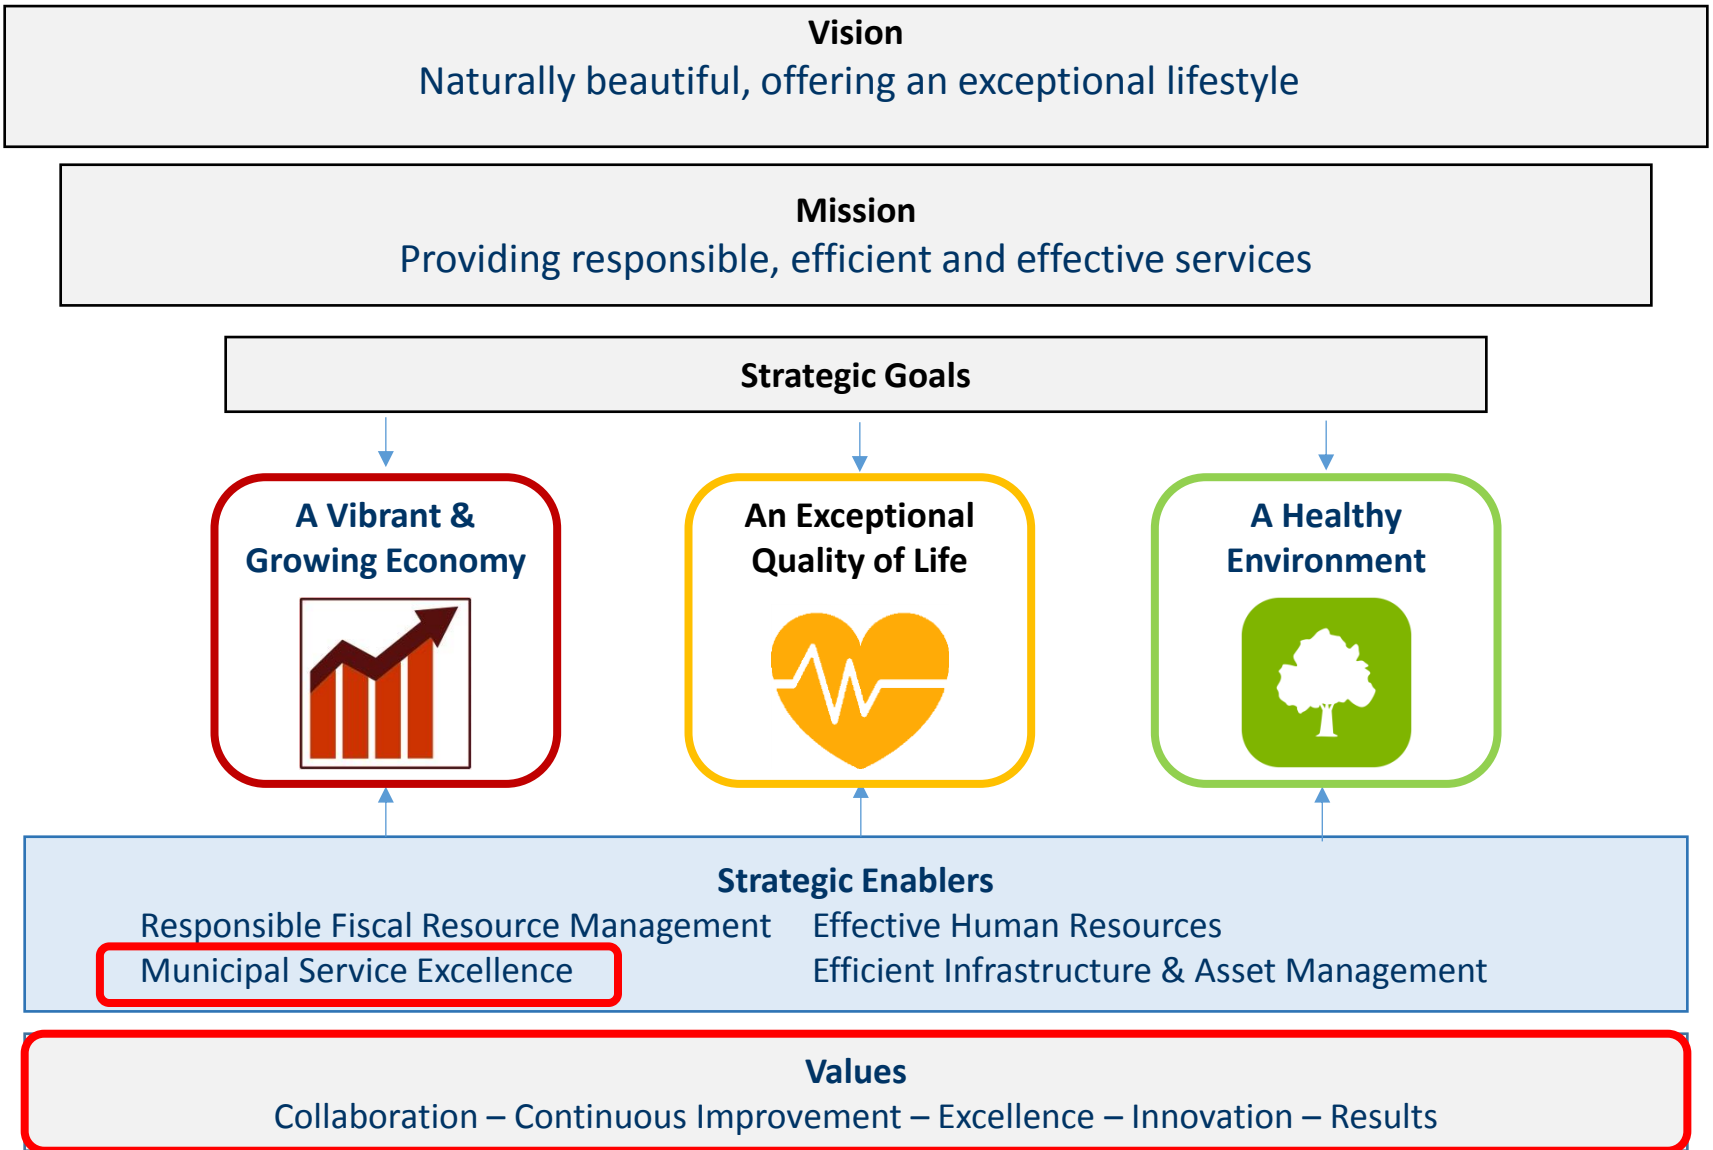 Vision
Naturally beautiful, offering an exceptional lifestyle
Mission
Providing responsible, efficient and effective services
Strategic Goals
A Vibrant &
Growing Economy
An Exceptional
Quality of Life
A Healthy
Environment
Strategic Enablers
Responsible Fiscal Resource Management
Effective Human Resources
Municipal Service Excellence
Efficient Infrastructure & Asset Management
Values
Collaboration – Continuous Improvement – Excellence – Innovation – Results